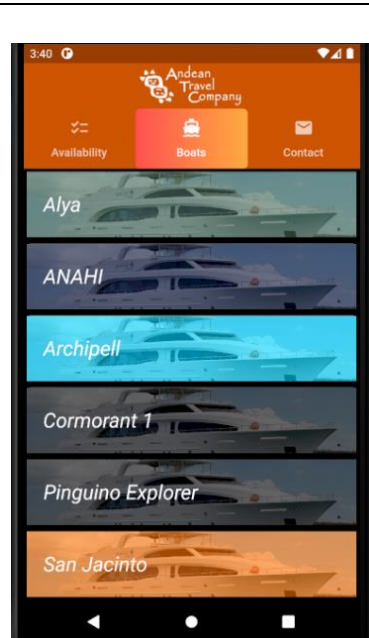 3:40
Andean
Travel
Company
Availability
Boats
Contact
Alya
ANAHI
Archipell
Cormorant 1
Pinguino Explorer
San Jacinto